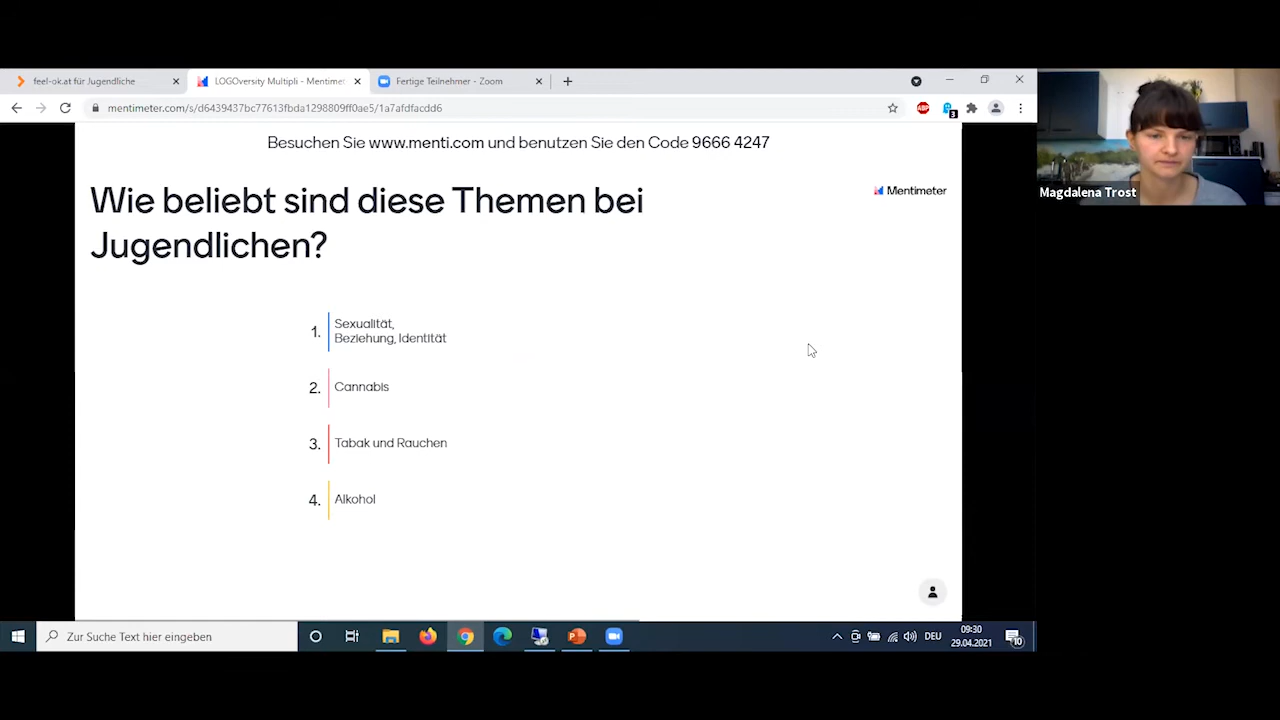 feel-ok.at für Jugendliche
LOGOversity Multipli - Mentimet
Fertige Teilnehmer - Zoom
mentimeter.com/s/d6439437bc77613fbda1298809ff0ae5/1a7afdfacdd6
ABP
3
Besuchen Sie www.menti.com und benutzen Sie den Code 9666 4247
Wie beliebt sind diese Themen bei
Jugendlichen?
Mentimeter
Magdalena Trost
1. Sexualität,
Beziehung, Identität
2. Cannabis
3. Tabak und Rauchen
4. Alkohol
Zur Suche Text hier eingeben
DEU
09:30
29.04.2021
10